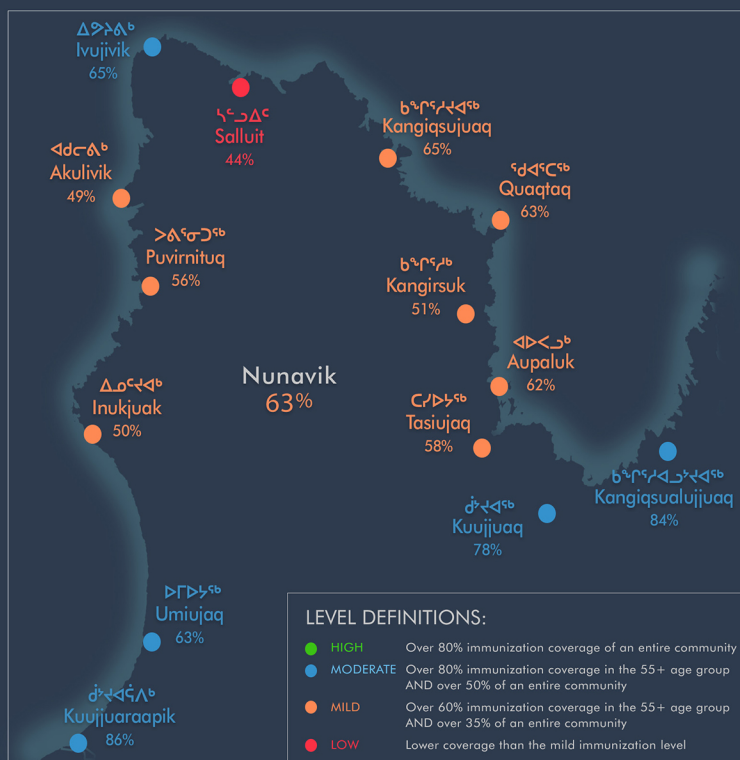 ᐃᕗᔨᕕᒃ
Ivujivik
65%
ᓴᓪᓗᐃᑦ
Salluit
44%
ᑲᖏᕐᓱᔪᐊᖅ
Kangiqsujuaq
65%
ᐊᑯᓕᕕᒃ
Akulivik
49%
ᖁᐊᕐᑕᖅ
Quaqtaq
63%
ᐳᕕᕐᓂᑐᖅ
Puvirnituq
56%
ᑲᖏᕐᓱᒃ
Kangirsuk
51%
ᐊᐅᐸᓗᒃ
Aupaluk
62%
Nunavik
63%
ᐃᓄᑦᔪᐊᒃ
Inukjuak
50%
ᑕᓯᐅᔭᖅ
Tasiujaq
58%
ᑲᖏᕐᓱᐊᓗᔾᔪᐊᖅ
Kangiqsualujjuaq
84%
ᑰᔾᔪᐊᖅ
Kuujjuaq
78%
ᐅᒥᐅᔭᖅ
Umiujaq
63%
ᑰᔾᔪᐊᕌᐱᒃ
Kuujjuaraapik
86%
LEVEL DEFINITIONS:
HIGH Over 80% immunization coverage of an entire community
MODERATE Over 80% immunization coverage in the 55+ age group
AND over 50% of an entire community
MILD Over 60% immunization coverage in the 55+ age group
AND over 35% of an entire community
LOW Lower coverage than the mild immunization level